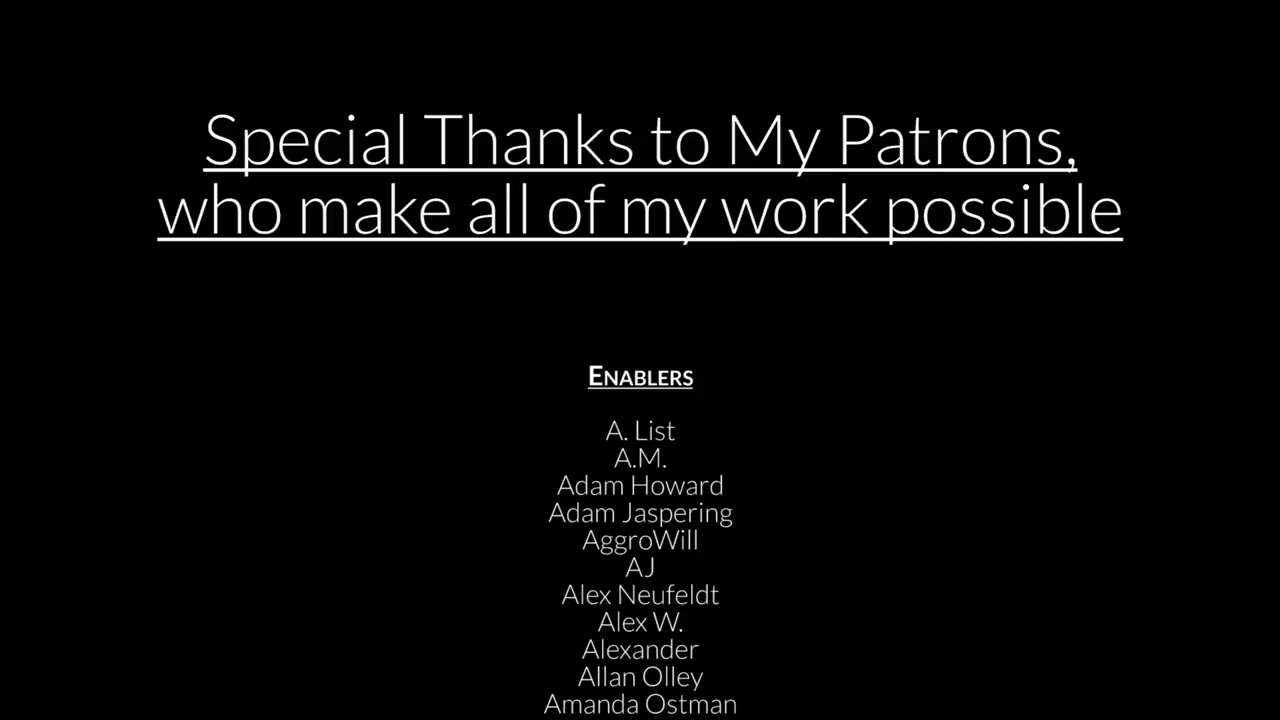 Special Thanks to My Patrons,
who make all of my work possible
ENABLERS
A. List
A.M.
Adam Howard
Adam Jaspering
AggroWill
AJ
Alex Neufeldt
Alex W.
Alexander
Allan Olley
Amanda Ostman